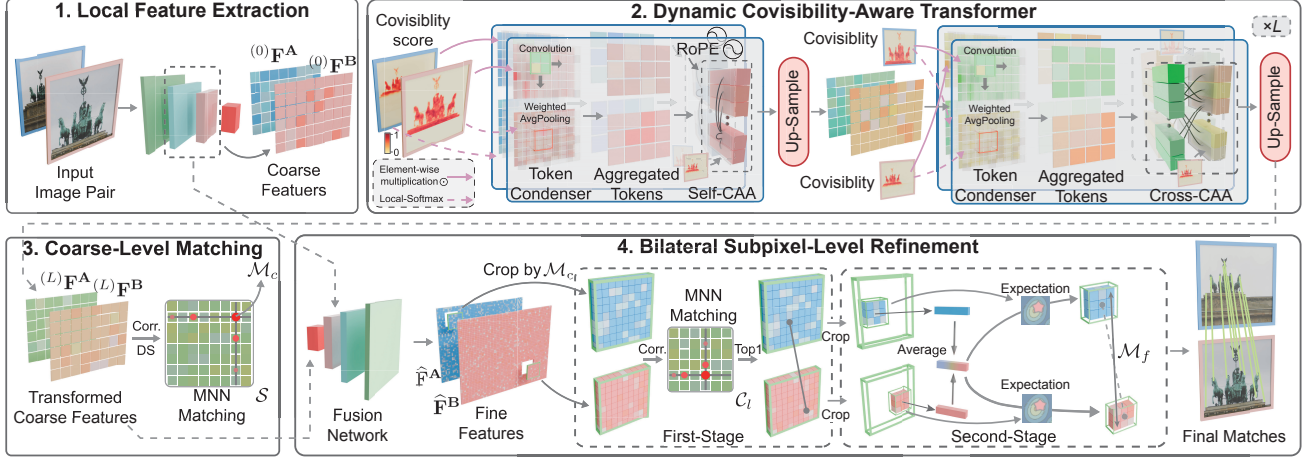 1. Local Feature Extraction
(0)F^A
(0)F^B
Input
Image Pair
Coarse
Featuers
2. Dynamic Covisibility-Aware Transformer
×L
Covisiblity
score
1
0
Element-wise
multiplication⊙
Local-Softmax
Convolution
Weighted
AvgPooling
RoPE
Token
Condenser
Aggregated
Tokens
Self-CAA
Up-Sample
Covisiblity
Covisiblity
Convolution
Weighted
AvgPooling
Token
Condenser
Aggregated
Tokens
Cross-CAA
Up-Sample
3. Coarse-Level Matching
(L)F^A
(L)F^B
M_c
Corr.
DS
Transformed
Coarse Features
MNN
Matching
S
4. Bilateral Subpixel-Level Refinement
Fusion
Network
Crop by M_c
F̂^A
F̂^B
Fine
Features
MNN
Matching
Corr.
Top1
C_l
First-Stage
Crop
Crop
Average
Expectation
Expectation
M_f
Second-Stage
Final Matches